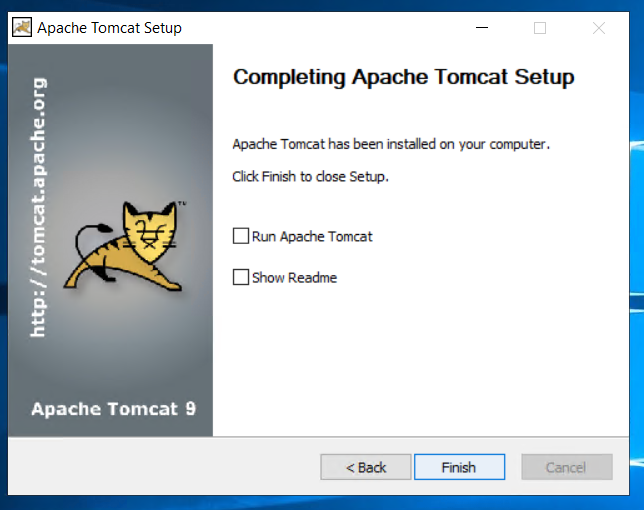 Apache Tomcat Setup
http://tomcat.apache.org
TM
Apache Tomcat 9
Completing Apache Tomcat Setup
Apache Tomcat has been installed on your computer.
Click Finish to close Setup.
Run Apache Tomcat
Show Readme
< Back
Finish
Cancel